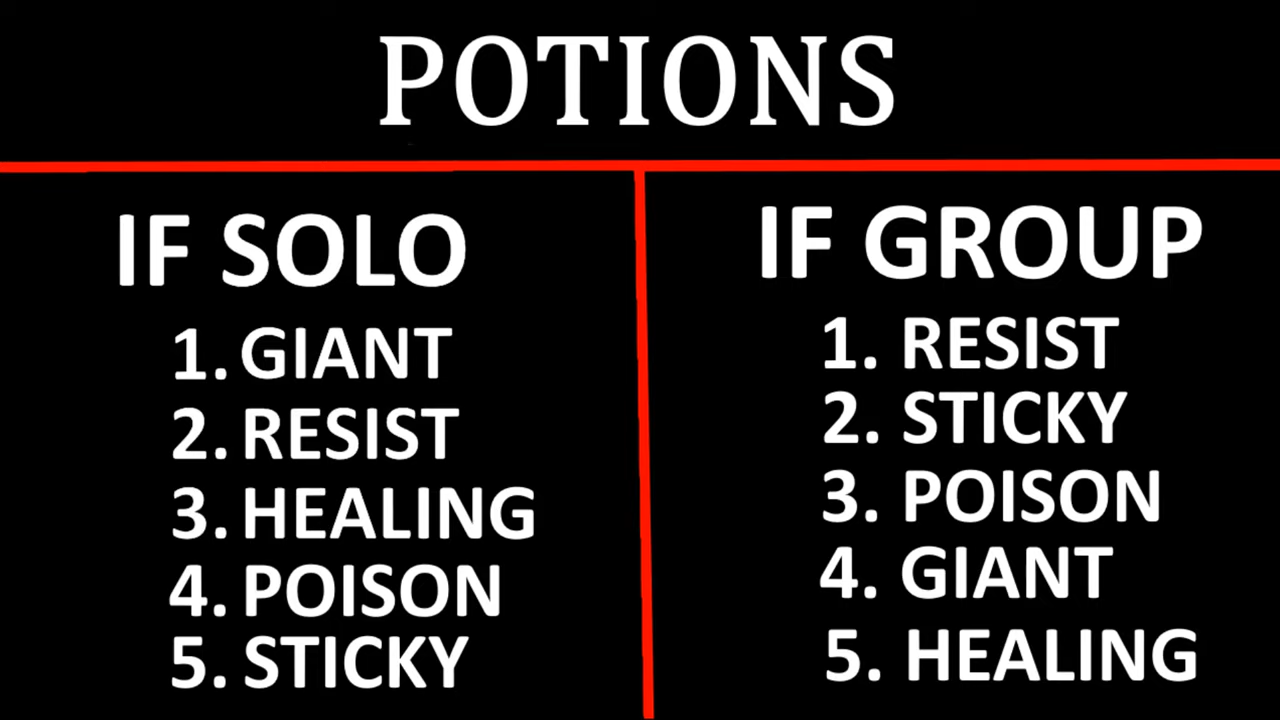 POTIONS
IF SOLO
1. GIANT
2. RESIST
3. HEALING
4. POISON
5. STICKY
IF GROUP
1. RESIST
2. STICKY
3. POISON
4. GIANT
5. HEALING